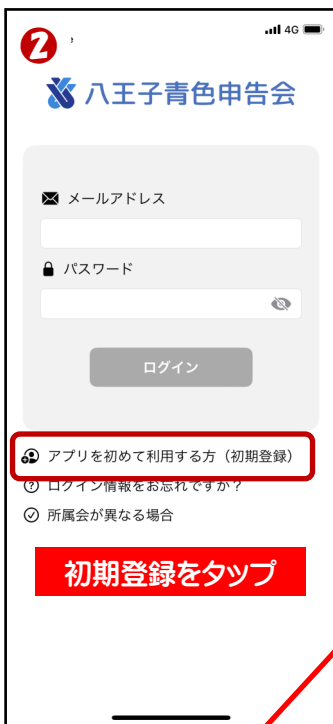 2
4G
八王子青色申告会
メールアドレス
パスワード
ログイン
アプリを初めて利用する方（初期登録）
ログイン情報をお忘れですか？
所属会が異なる場合
初期登録をタップ